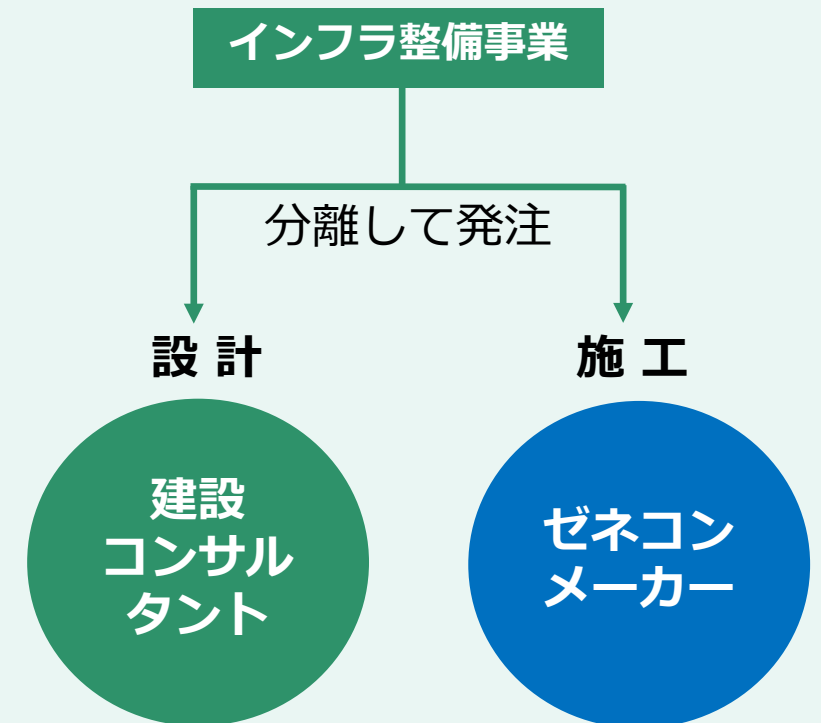 インフラ整備事業
分離して発注
設 計
施 工
建設
コンサル
タント
ゼネコン
メーカー